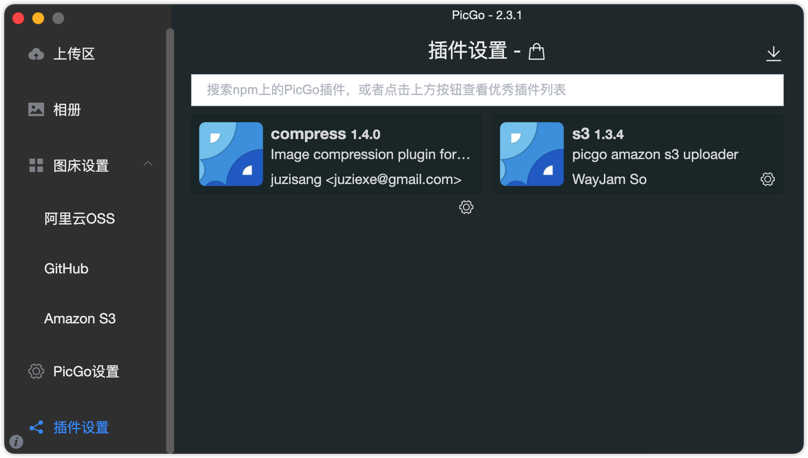 PicGo - 2.3.1
上传区
相册
图床设置
阿里云OSS
GitHub
Amazon S3
PicGo设置
插件设置
插件设置 -
搜索npm上的PicGo插件，或者点击上方按钮查看优秀插件列表
compress 1.4.0
Image compression plugin for...
juzisang <juziexe@gmail.com>
s3 1.3.4
picgo amazon s3 uploader
WayJam So